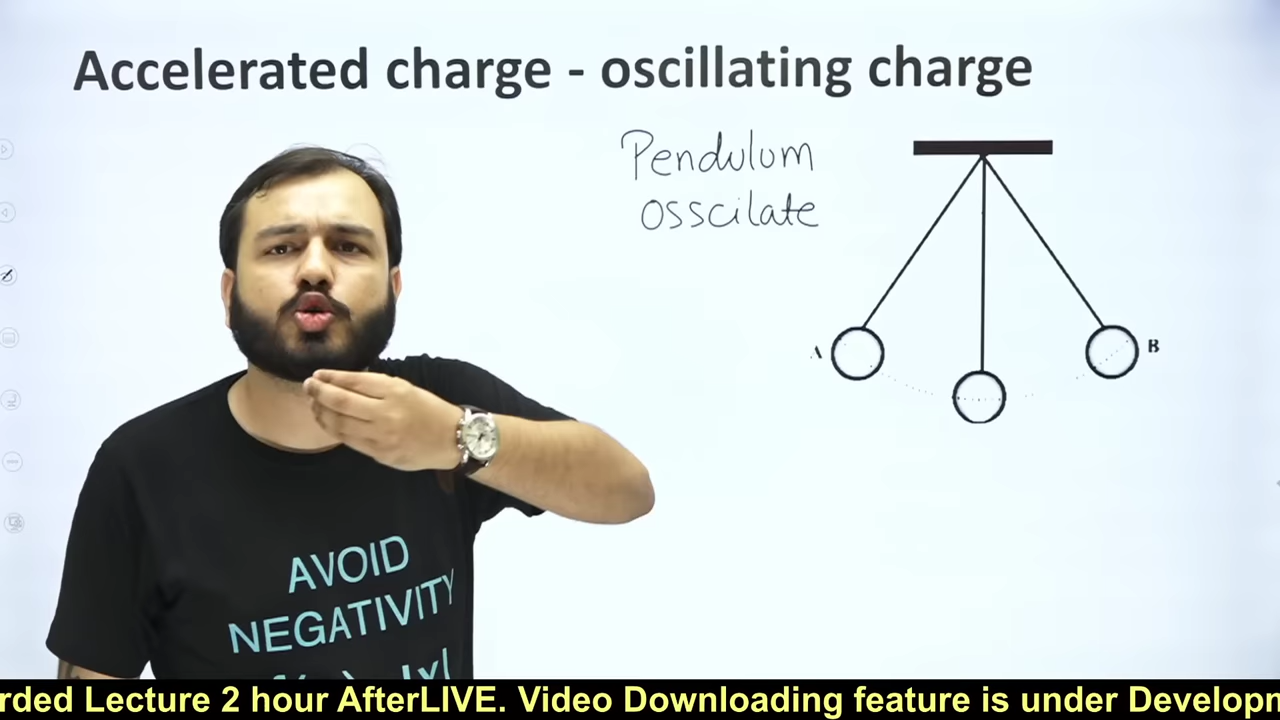 Accelerated charge - oscillating charge
Pendulum
osscilate
A
B
AVOID
NEGATIVITY
rded Lecture 2 hour AfterLIVE. Video Downloading feature is under Developm